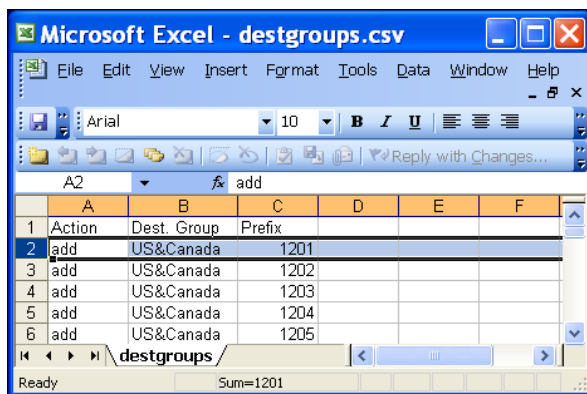 Microsoft Excel - destgroups.csv
File Edit View Insert Format Tools Data Window Help
Arial 10 B I U
Reply with Changes...
A2 fx add
A B C D E F
1 Action Dest. Group Prefix
2 add US&Canada 1201
3 add US&Canada 1202
4 add US&Canada 1203
5 add US&Canada 1204
6 add US&Canada 1205
destgroups
Ready Sum=1201